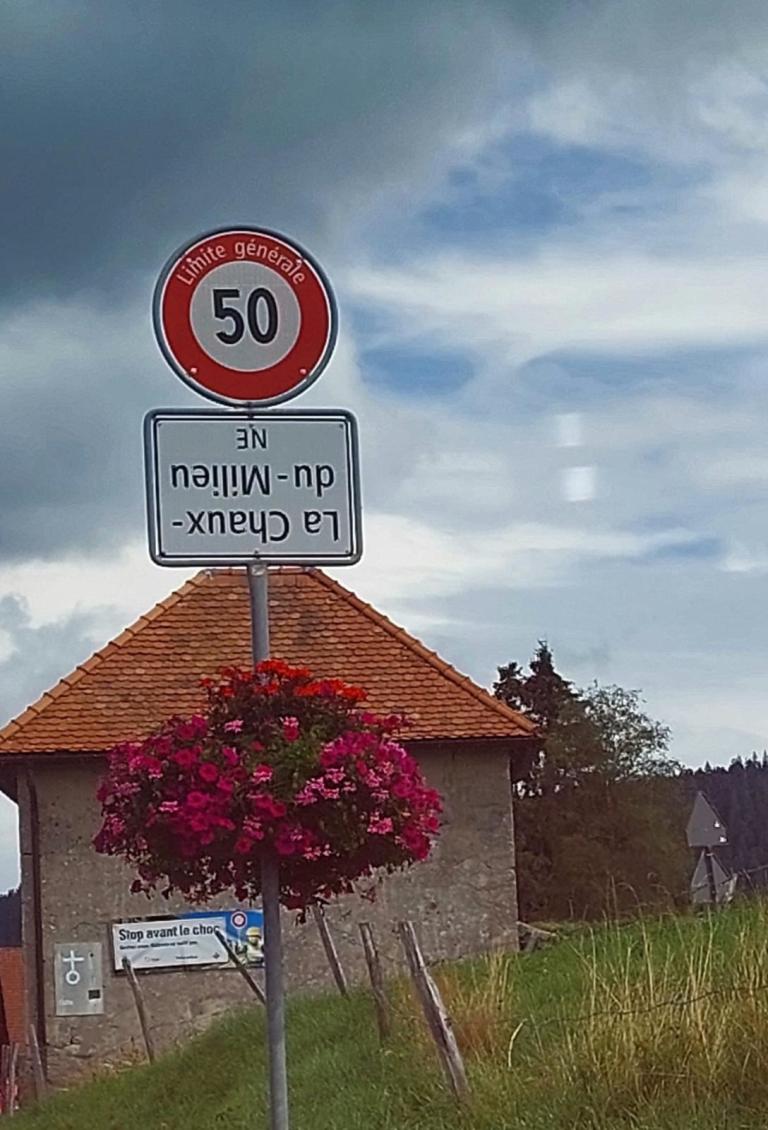 Limite générale
50
La Chaux-
du-Milieu
NE
Stop avant le choc